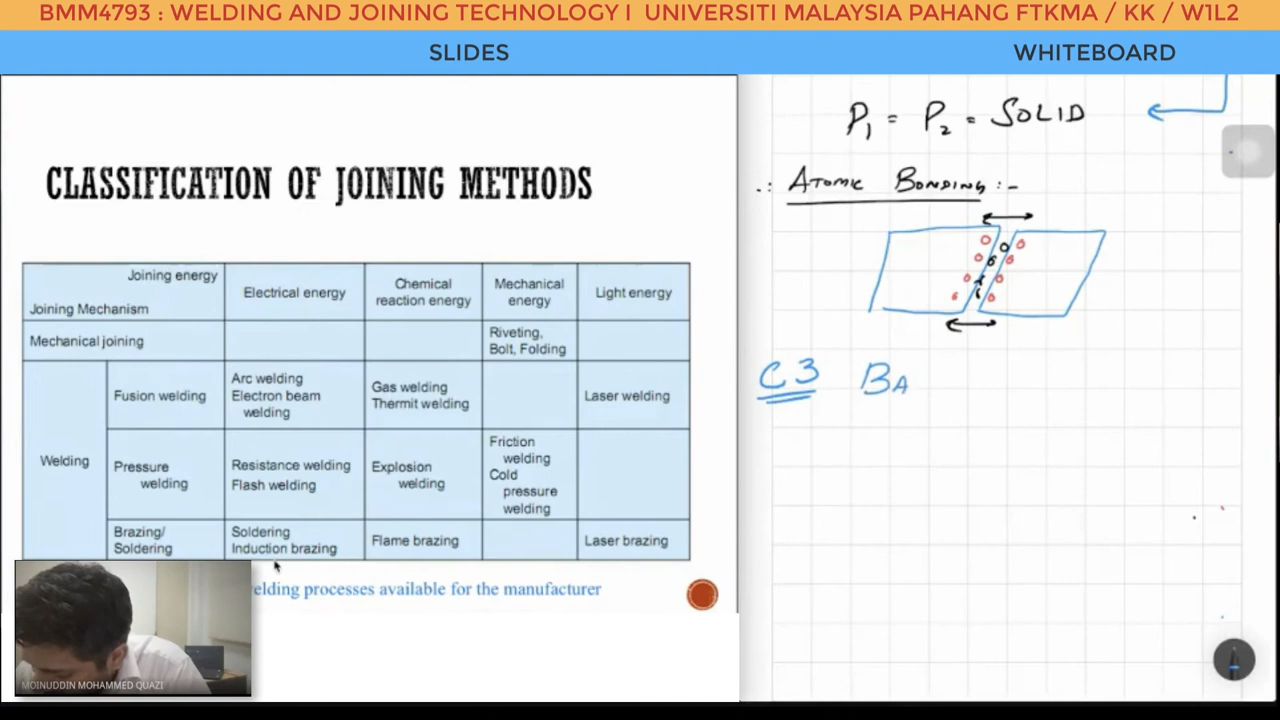 BMM4793 : WELDING AND JOINING TECHNOLOGY I UNIVERSITI MALAYSIA PAHANG FTKMA / KK / W1L2
SLIDES
WHITEBOARD
CLASSIFICATION OF JOINING METHODS
Joining energy
Joining Mechanism
Electrical energy
Chemical
reaction energy
Mechanical
energy
Light energy
Mechanical joining
Riveting,
Bolt, Folding
Welding
Fusion welding
Arc welding
Electron beam
welding
Gas welding
Thermit welding
Laser welding
Pressure
welding
Resistance welding
Flash welding
Explosion
welding
Friction
welding
Cold
pressure
welding
Brazing/
Soldering
Soldering
Induction brazing
Flame brazing
Laser brazing
elding processes available for the manufacturer
MOINUDDIN MOHAMMED QUAZI
P1 = P2 = SOLID
∴ ATOMIC BONDING :-
C3 BA